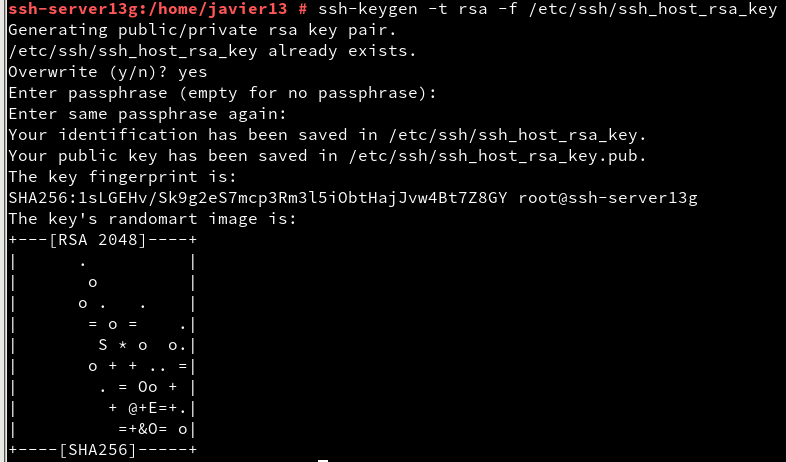 ssh-server13g:/home/javier13 # ssh-keygen -t rsa -f /etc/ssh/ssh_host_rsa_key
Generating public/private rsa key pair.
/etc/ssh/ssh_host_rsa_key already exists.
Overwrite (y/n)? yes
Enter passphrase (empty for no passphrase):
Enter same passphrase again:
Your identification has been saved in /etc/ssh/ssh_host_rsa_key.
Your public key has been saved in /etc/ssh/ssh_host_rsa_key.pub.
The key fingerprint is:
SHA256:1sLGEHv/Sk9g2eS7mcp3Rm3l5iObtHajJvw4Bt7Z8GY root@ssh-server13g
The key's randomart image is:
+---[RSA 2048]----+
|      .          |
|       o         |
|      o .   .    |
|       = o =    .|
|        S * o  o.|
|       o + + .. =|
|        . = Oo + |
|         + @+E=+.|
|          =+&O= o|
+----[SHA256]-----+